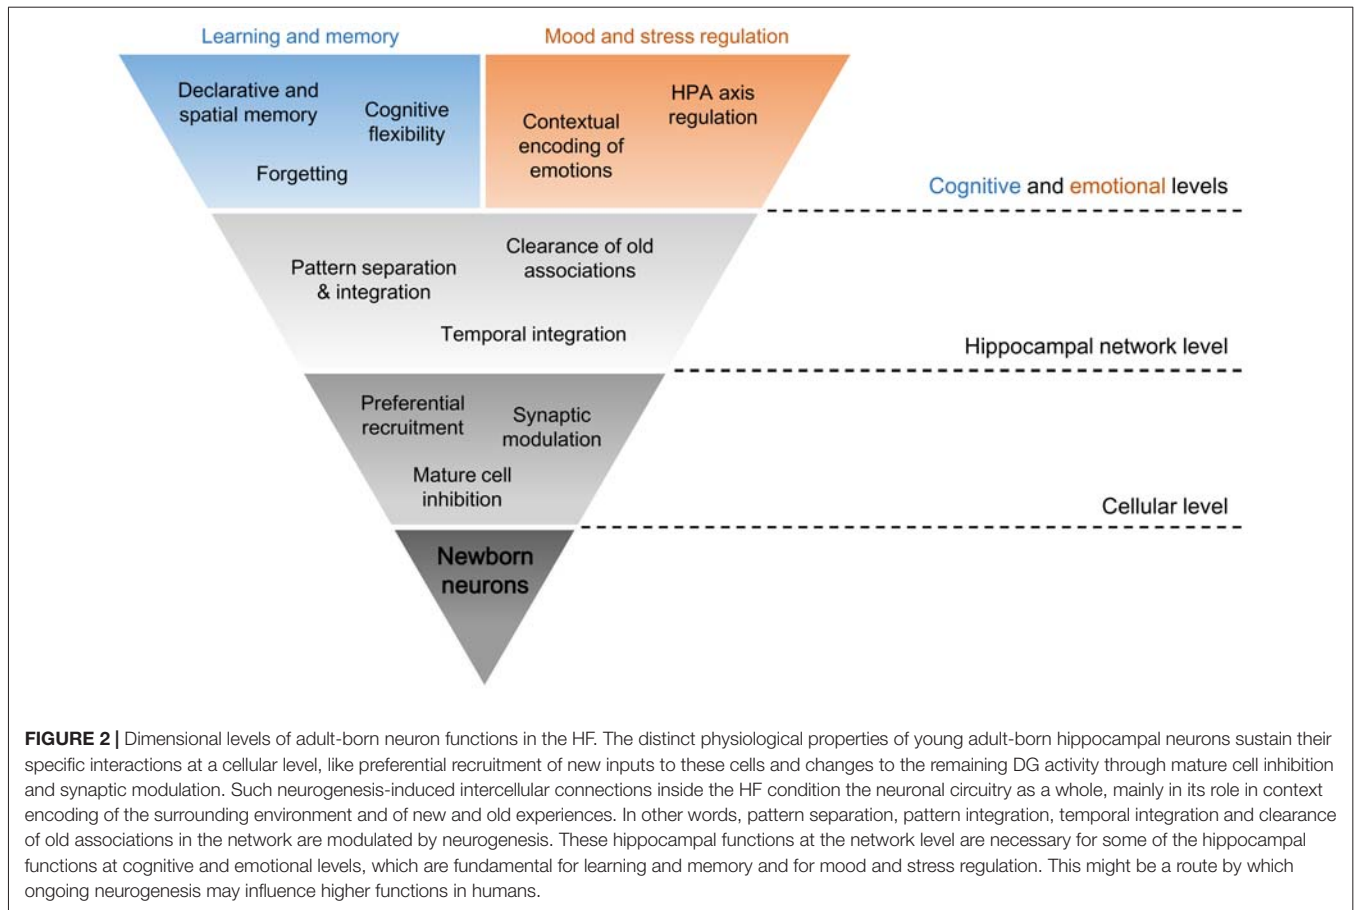 Learning and memory
Mood and stress regulation
Declarative and
spatial memory
Cognitive
flexibility
Forgetting
Contextual
encoding of
emotions
HPA axis
regulation
Cognitive and emotional levels
Pattern separation
& integration
Clearance of old
associations
Temporal integration
Hippocampal network level
Preferential
recruitment
Synaptic
modulation
Mature cell
inhibition
Cellular level
Newborn
neurons
FIGURE 2 | Dimensional levels of adult-born neuron functions in the HF. The distinct physiological properties of young adult-born hippocampal neurons sustain their
specific interactions at a cellular level, like preferential recruitment of new inputs to these cells and changes to the remaining DG activity through mature cell inhibition
and synaptic modulation. Such neurogenesis-induced intercellular connections inside the HF condition the neuronal circuitry as a whole, mainly in its role in context
encoding of the surrounding environment and of new and old experiences. In other words, pattern separation, pattern integration, temporal integration and clearance
of old associations in the network are modulated by neurogenesis. These hippocampal functions at the network level are necessary for some of the hippocampal
functions at cognitive and emotional levels, which are fundamental for learning and memory and for mood and stress regulation. This might be a route by which
ongoing neurogenesis may influence higher functions in humans.